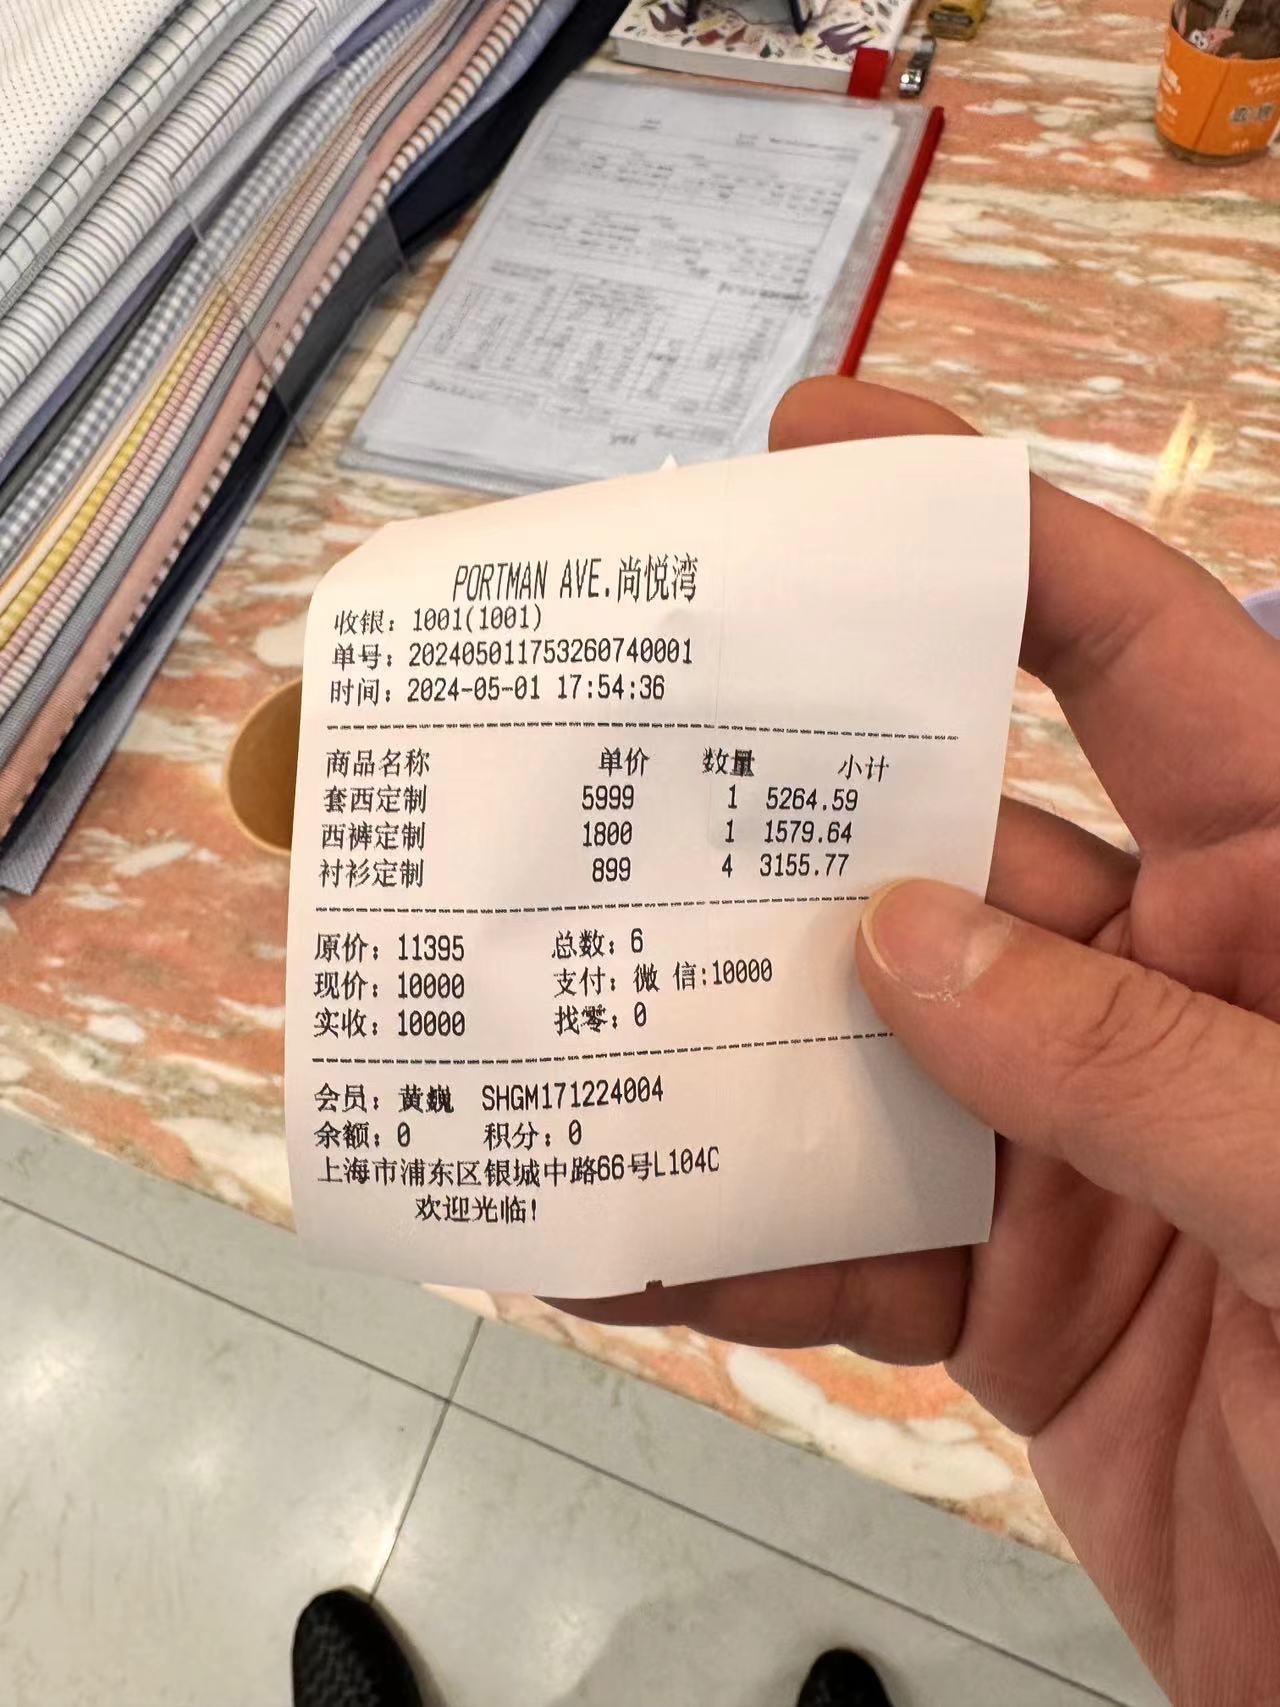 PORTMAN AVE.尚悦湾
收银：1001(1001)
单号：202405011753260740001
时间：2024-05-01 17:54:36
商品名称 单价 数量 小计
套西定制 5999 1 5264.59
西裤定制 1800 1 1579.64
衬衫定制 899 4 3155.77
原价：11395 总数：6
现价：10000 支付：微 信:10000
实收：10000 找零：0
会员：黄巍 SHGM171224004
余额：0 积分：0
上海市浦东区银城中路66号L104C
欢迎光临！